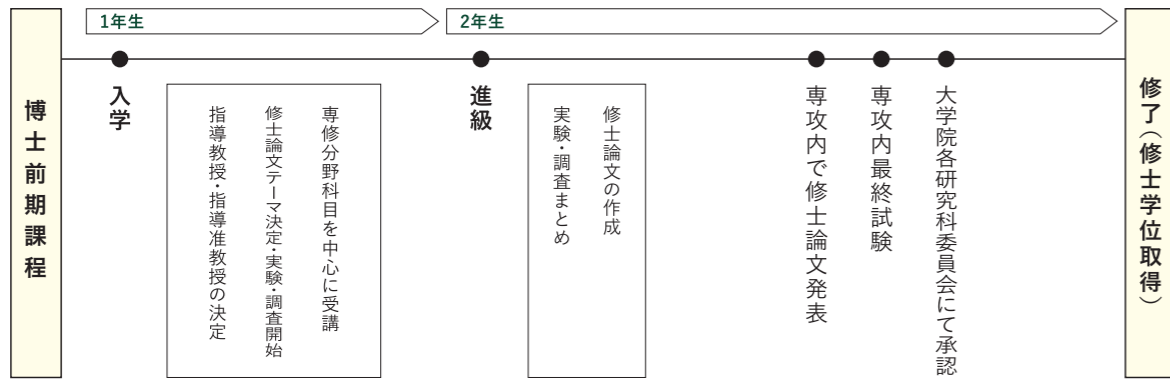 博士前期課程
1年生
入学
指導教授・指導准教授の決定
修士論文テーマ決定・実験・調査開始
専修分野科目を中心に受講
2年生
進級
実験・調査まとめ
修士論文の作成
専攻内で修士論文発表
専攻内最終試験
大学院各研究科委員会にて承認
修了（修士学位取得）